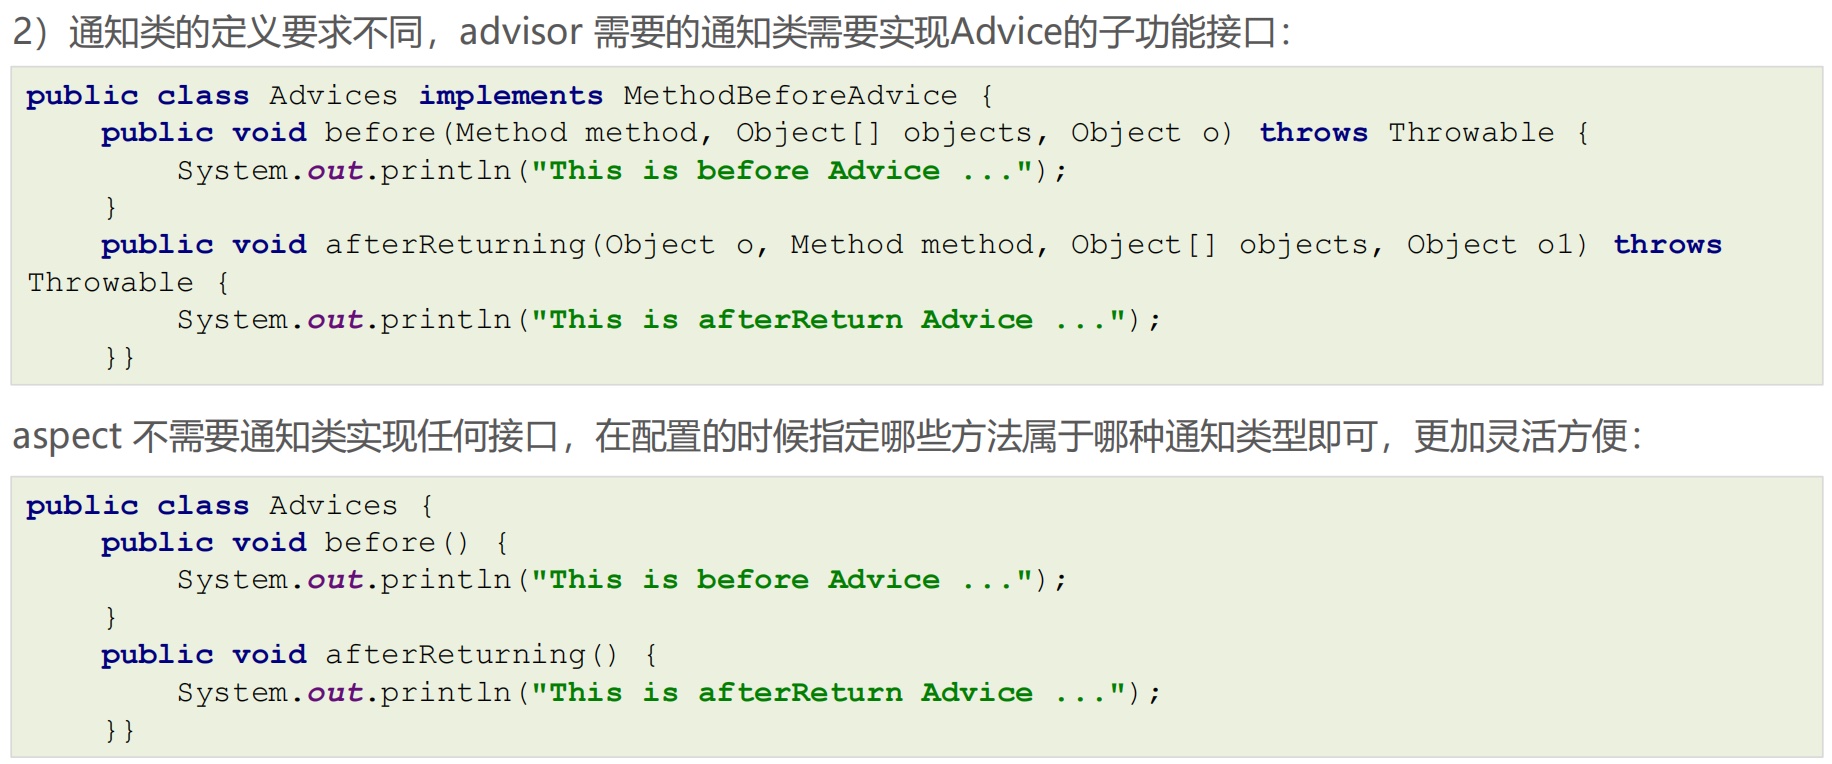 2）通知类的定义要求不同，advisor 需要的通知类需要实现Advice的子功能接口：
public class Advices implements MethodBeforeAdvice {
    public void before(Method method, Object[] objects, Object o) throws Throwable {
        System.out.println("This is before Advice ...");
    }
    public void afterReturning(Object o, Method method, Object[] objects, Object o1) throws
Throwable {
        System.out.println("This is afterReturn Advice ...");
    }}
aspect 不需要通知类实现任何接口，在配置的时候指定哪些方法属于哪种通知类型即可，更加灵活方便：
public class Advices {
    public void before() {
        System.out.println("This is before Advice ...");
    }
    public void afterReturning() {
        System.out.println("This is afterReturn Advice ...");
    }}